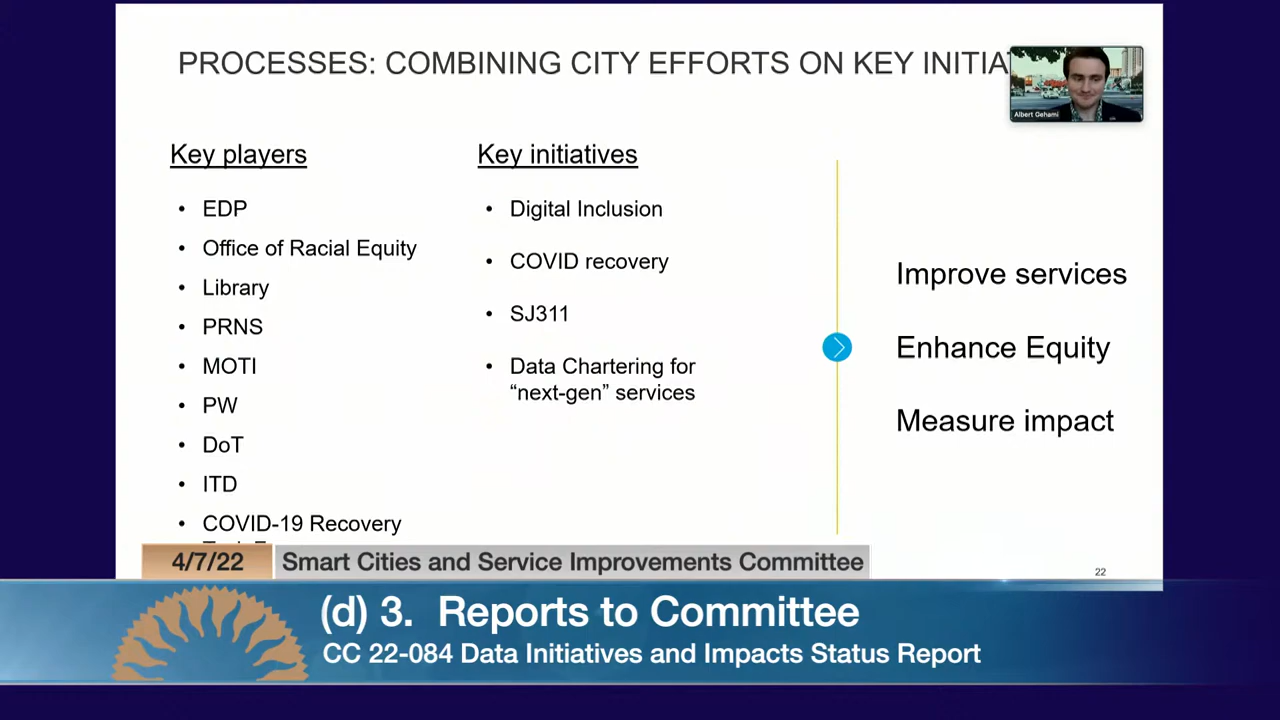 PROCESSES: COMBINING CITY EFFORTS ON KEY
Albert Gehami
Key players
• EDP
• Office of Racial Equity
• Library
• PRNS
• MOTI
• PW
• DoT
• ITD
• COVID-19 Recovery
Key initiatives
• Digital Inclusion
• COVID recovery
• SJ311
• Data Chartering for
“next-gen” services
Improve services
Enhance Equity
Measure impact
22
4/7/22 Smart Cities and Service Improvements Committee
(d) 3. Reports to Committee
CC 22-084 Data Initiatives and Impacts Status Report